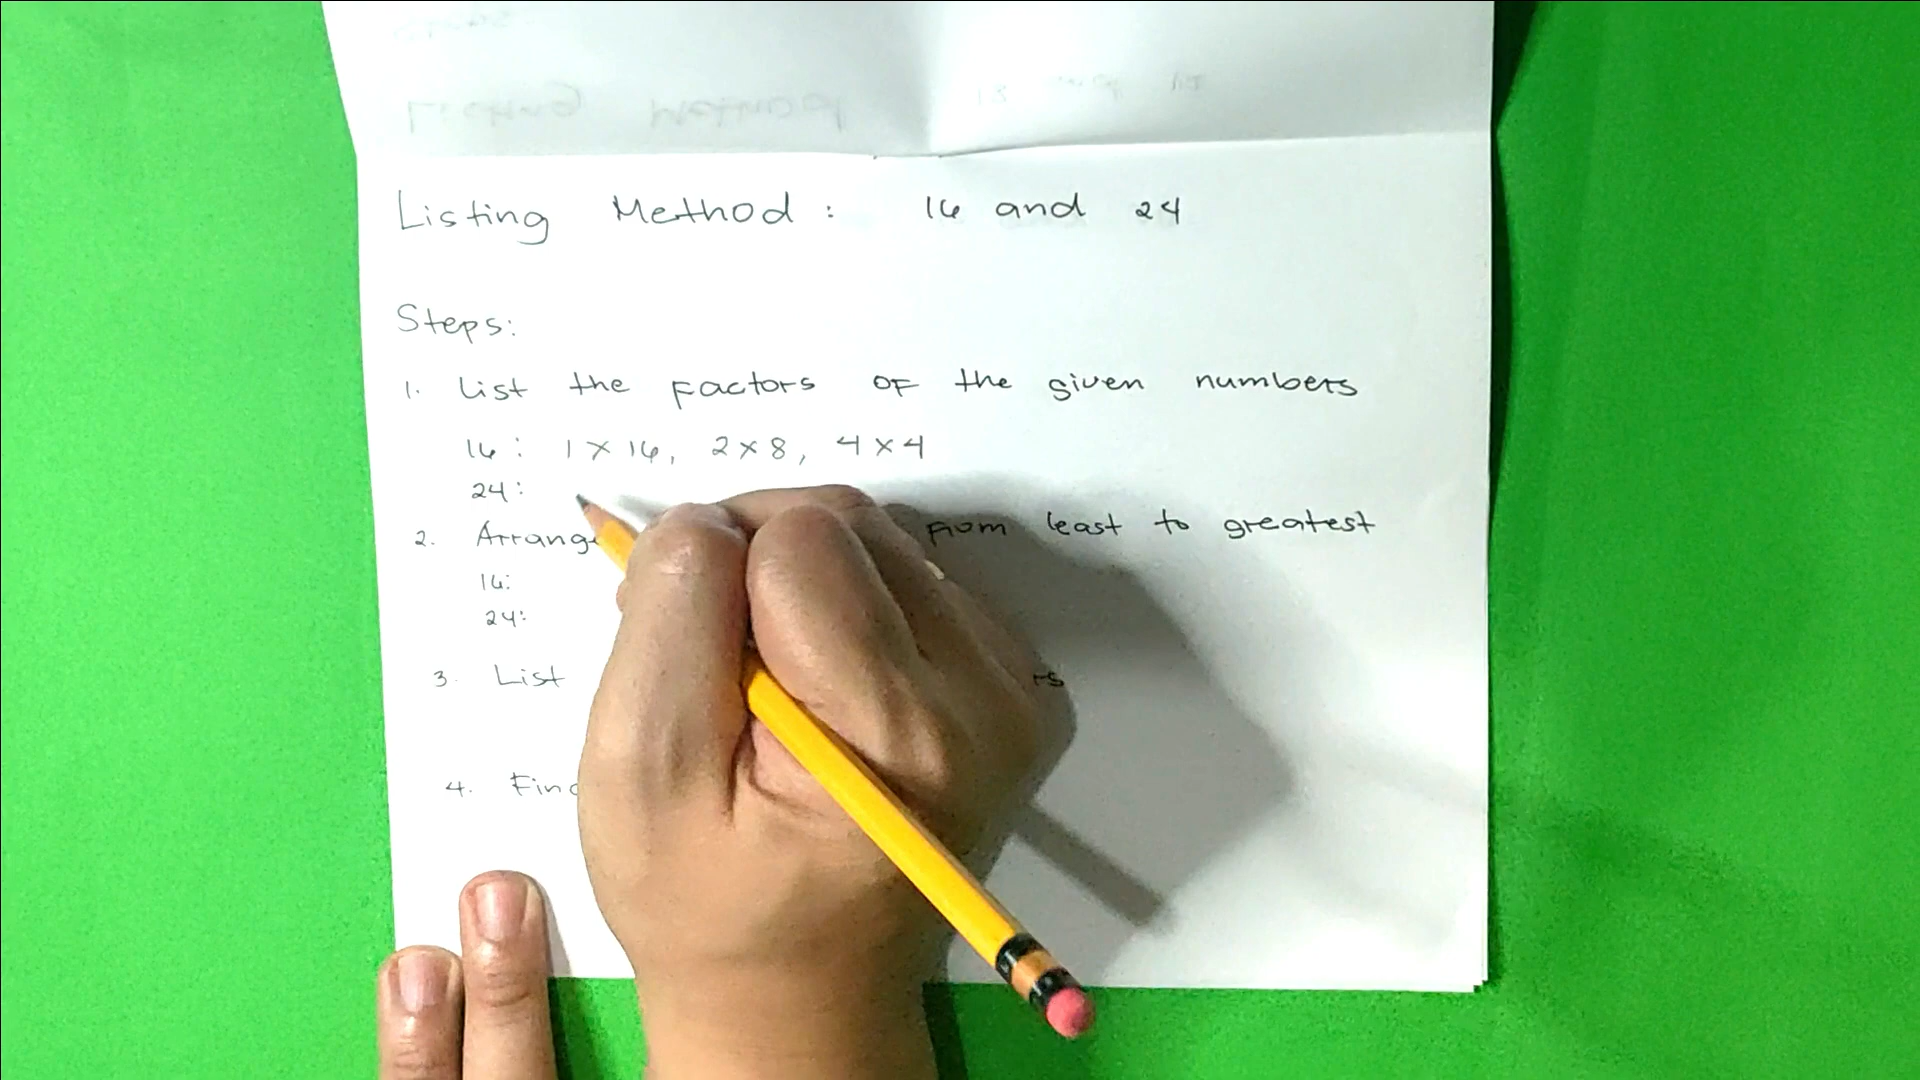 Listing Method : 16 and 24
Steps:
1. List the factors of the given numbers
16 : 1 x 16, 2 x 8, 4 x 4
24 :
2. Arrange from least to greatest
16:
24:
3. List
4.